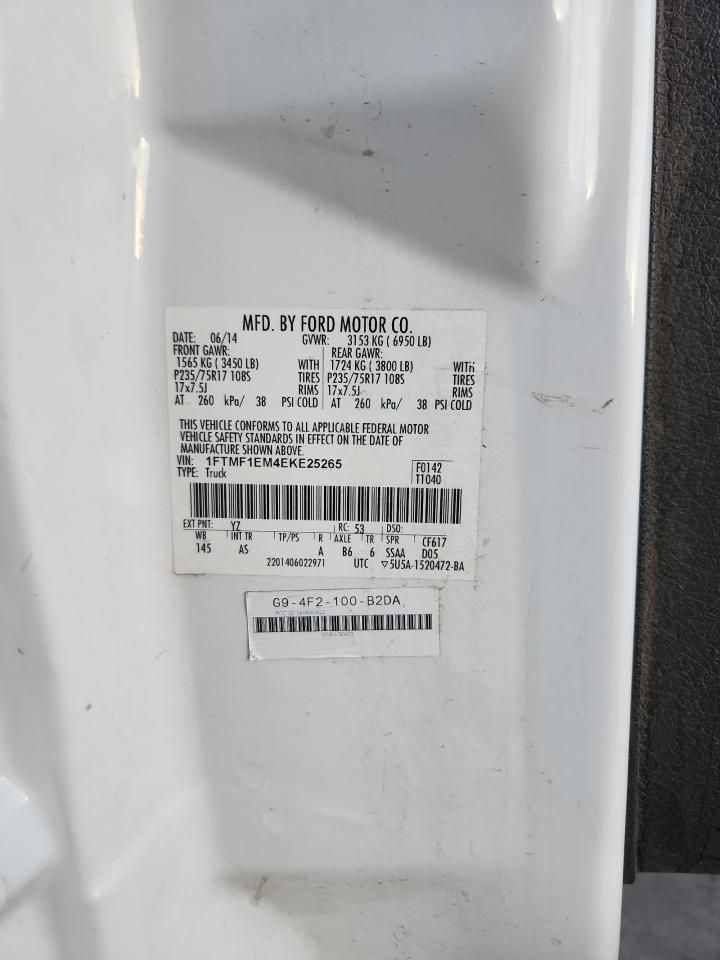 MFD. BY FORD MOTOR CO.
DATE: 06/14 GVWR: 3153 KG ( 6950 LB)
FRONT GAWR: REAR GAWR:
1565 KG ( 3450 LB) WITH 1724 KG ( 3800 LB) WITH
P235/75R17 108S TIRES P235/75R17 108S TIRES
17x7.5J RIMS 17x7.5J RIMS
AT 260 kPa/ 38 PSI COLD AT 260 kPa/ 38 PSI COLD
THIS VEHICLE CONFORMS TO ALL APPLICABLE FEDERAL MOTOR
VEHICLE SAFETY STANDARDS IN EFFECT ON THE DATE OF
MANUFACTURE SHOWN ABOVE.
VIN: 1FTMF1EM4EKE25265 F0142
TYPE: Truck T1040
EXT PNT: YZ RC: 53 DSO:
WB INT TR TP/PS R AXLE TR SPR CF617
145 AS A B6 6 SSAA D05
2201406022971 UTC ▽5U5A-1520472-BA
G9-4F2-100-B2DA
FCC ID